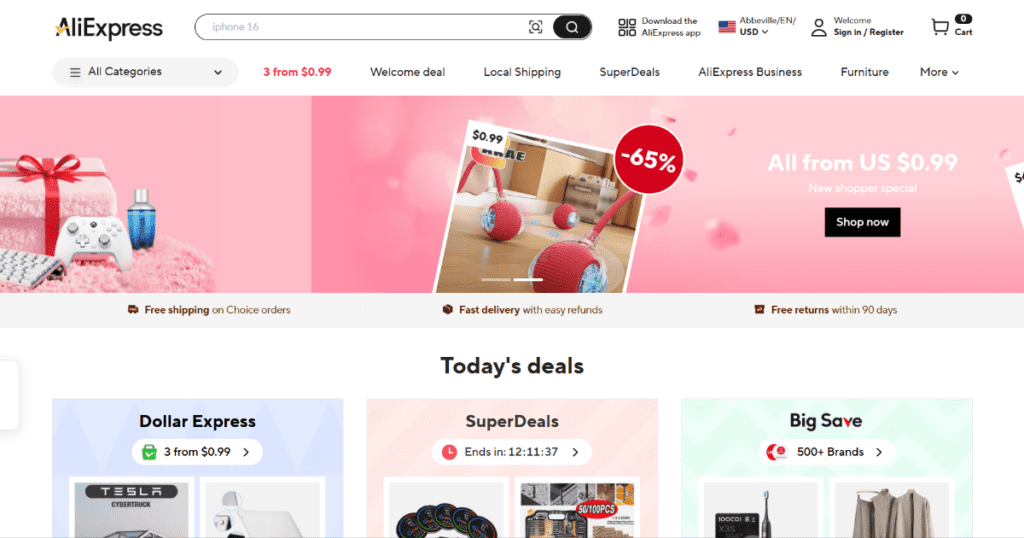 AliExpress
iphone 16
Download the
AliExpress app
Abbeville/EN/
USD
Welcome
Sign in / Register
0
Cart
All Categories
3 from $0.99
Welcome deal
Local Shipping
SuperDeals
AliExpress Business
Furniture
More
$0.99
-65%
All from US $0.99
New shopper special
Shop now
Free shipping on Choice orders
Fast delivery with easy refunds
Free returns within 90 days
Today's deals
Dollar Express
3 from $0.99
SuperDeals
Ends in: 12:11:37
Big Save
500+ Brands
TESLA
CYBERTRUCK
50/100PCS
X3S